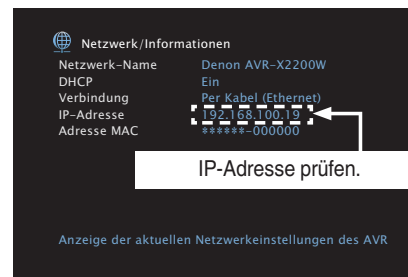 Netzwerk/Informationen
Netzwerk-Name Denon AVR-X2200W
DHCP Ein
Verbindung Per Kabel (Ethernet)
IP-Adresse 192.168.100.19
Adresse MAC ******-000000
IP-Adresse prüfen.
Anzeige der aktuellen Netzwerkeinstellungen des AVR